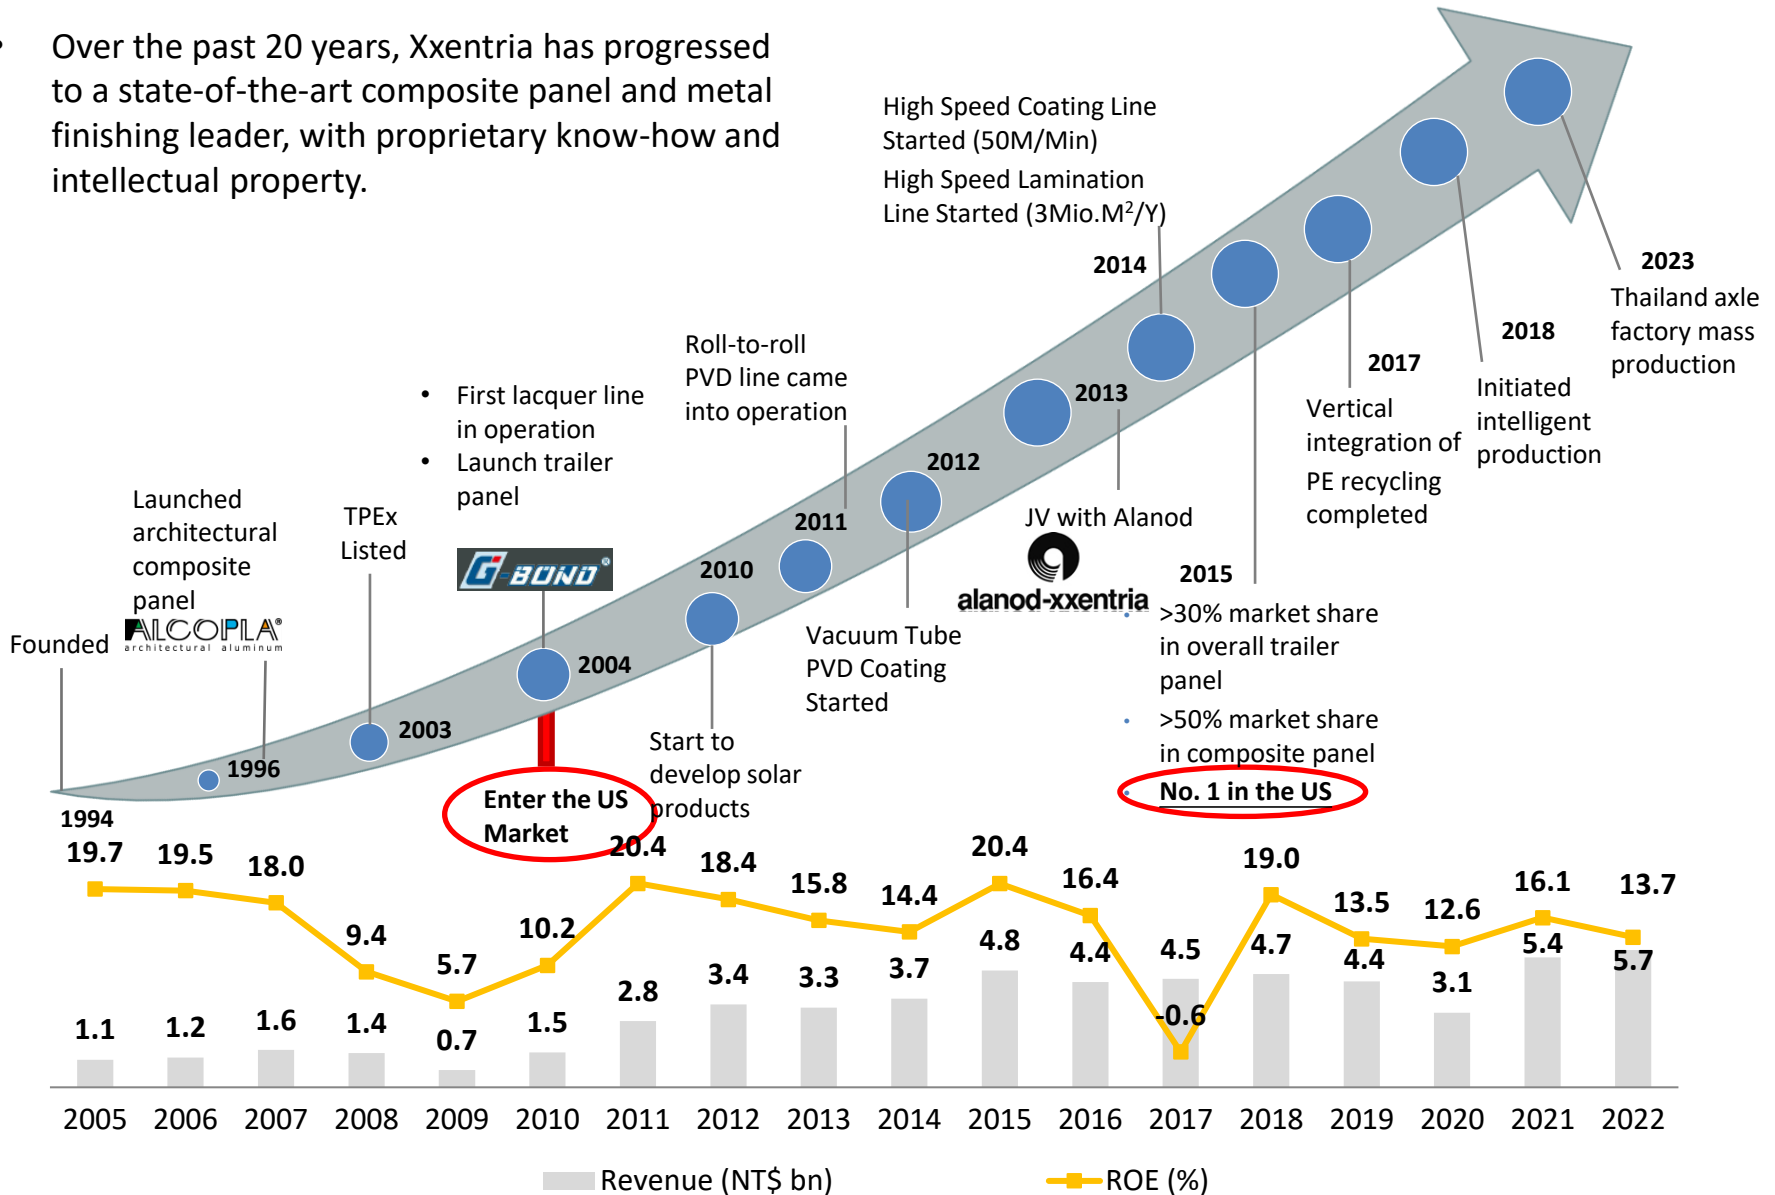 • Over the past 20 years, Xxentria has progressed
to a state-of-the-art composite panel and metal
finishing leader, with proprietary know-how and
intellectual property.
Founded
1994
Launched
architectural
composite
panel
ALCOPLA®
architectural aluminum
1996
TPEx
Listed
2003
• First lacquer line
in operation
• Launch trailer
panel
G-BOND®
2004
Enter the US
Market
2010
Start to
develop solar
products
Roll-to-roll
PVD line came
into operation
2011
2012
Vacuum Tube
PVD Coating
Started
2013
JV with Alanod
alanod-xxentria
High Speed Coating Line
Started (50M/Min)
High Speed Lamination
Line Started (3Mio.M²/Y)
2014
2015
• >30% market share
in overall trailer
panel
• >50% market share
in composite panel
• No. 1 in the US
2017
Vertical
integration of
PE recycling
completed
2018
Initiated
intelligent
production
2023
Thailand axle
factory mass
production
19.7 19.5 18.0 9.4 5.7 10.2 20.4 18.4 15.8 14.4 20.4 16.4 -0.6 19.0 13.5 12.6 16.1 13.7
1.1 1.2 1.6 1.4 0.7 1.5 2.8 3.4 3.3 3.7 4.8 4.4 4.5 4.7 4.4 3.1 5.4 5.7
2005 2006 2007 2008 2009 2010 2011 2012 2013 2014 2015 2016 2017 2018 2019 2020 2021 2022
Revenue (NT$ bn) ROE (%)